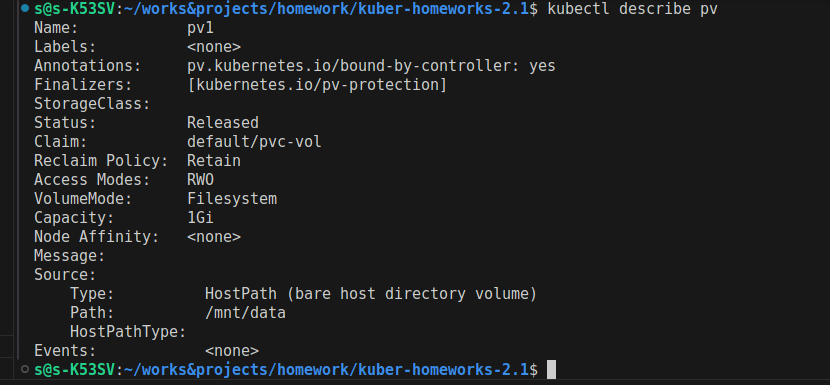 s@s-K53SV:~/works&projects/homework/kuber-homeworks-2.1$ kubectl describe pv
Name:            pv1
Labels:          <none>
Annotations:     pv.kubernetes.io/bound-by-controller: yes
Finalizers:      [kubernetes.io/pv-protection]
StorageClass:
Status:          Released
Claim:           default/pvc-vol
Reclaim Policy:  Retain
Access Modes:    RWO
VolumeMode:      Filesystem
Capacity:        1Gi
Node Affinity:   <none>
Message:
Source:
    Type:          HostPath (bare host directory volume)
    Path:          /mnt/data
    HostPathType:
Events:            <none>
s@s-K53SV:~/works&projects/homework/kuber-homeworks-2.1$